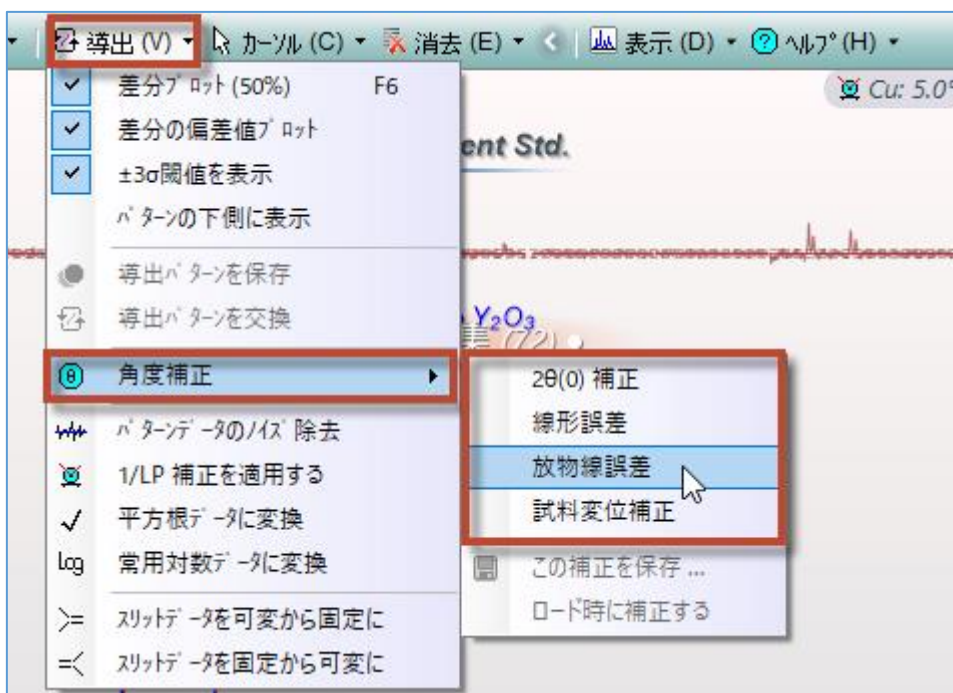 導出 (V) カーソル (C) 消去 (E) 表示 (D) ヘルプ (H)
Cu: 5.0°
差分プロット (50%) F6
差分の偏差値プロット
ent Std.
±3σ閾値を表示
パターンの下側に表示
導出パターンを保存
導出パターンを交換
Y₂O₃
(72)
角度補正
2θ(0) 補正
線形誤差
放物線誤差
試料変位補正
この補正を保存 ...
ロード時に補正する
パターンデータのノイズ除去
1/LP 補正を適用する
平方根データに変換
log 常用対数データに変換
>= スリットデータを可変から固定に
=< スリットデータを固定から可変に